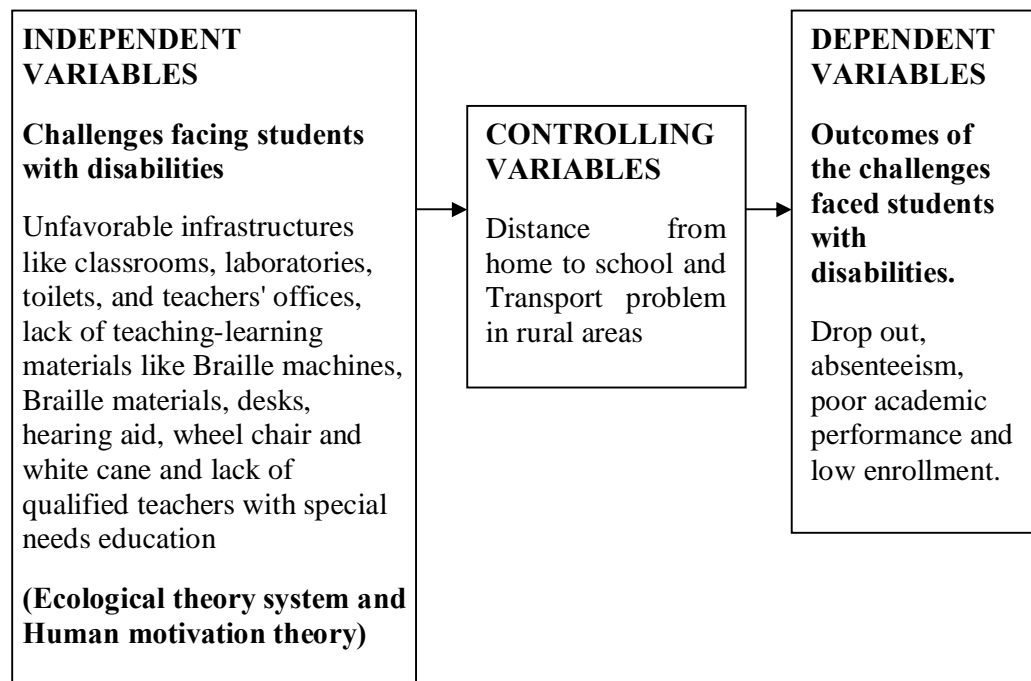 INDEPENDENT
VARIABLES
Challenges facing students
with disabilities
Unfavorable infrastructures
like classrooms, laboratories,
toilets, and teachers' offices,
lack of teaching-learning
materials like Braille machines,
Braille materials, desks,
hearing aid, wheel chair and
white cane and lack of
qualified teachers with special
needs education
(Ecological theory system and
Human motivation theory)
CONTROLLING
VARIABLES
Distance from
home to school and
Transport problem
in rural areas
DEPENDENT
VARIABLES
Outcomes of
the challenges
faced students
with
disabilities.
Drop out,
absenteeism,
poor academic
performance and
low enrollment.